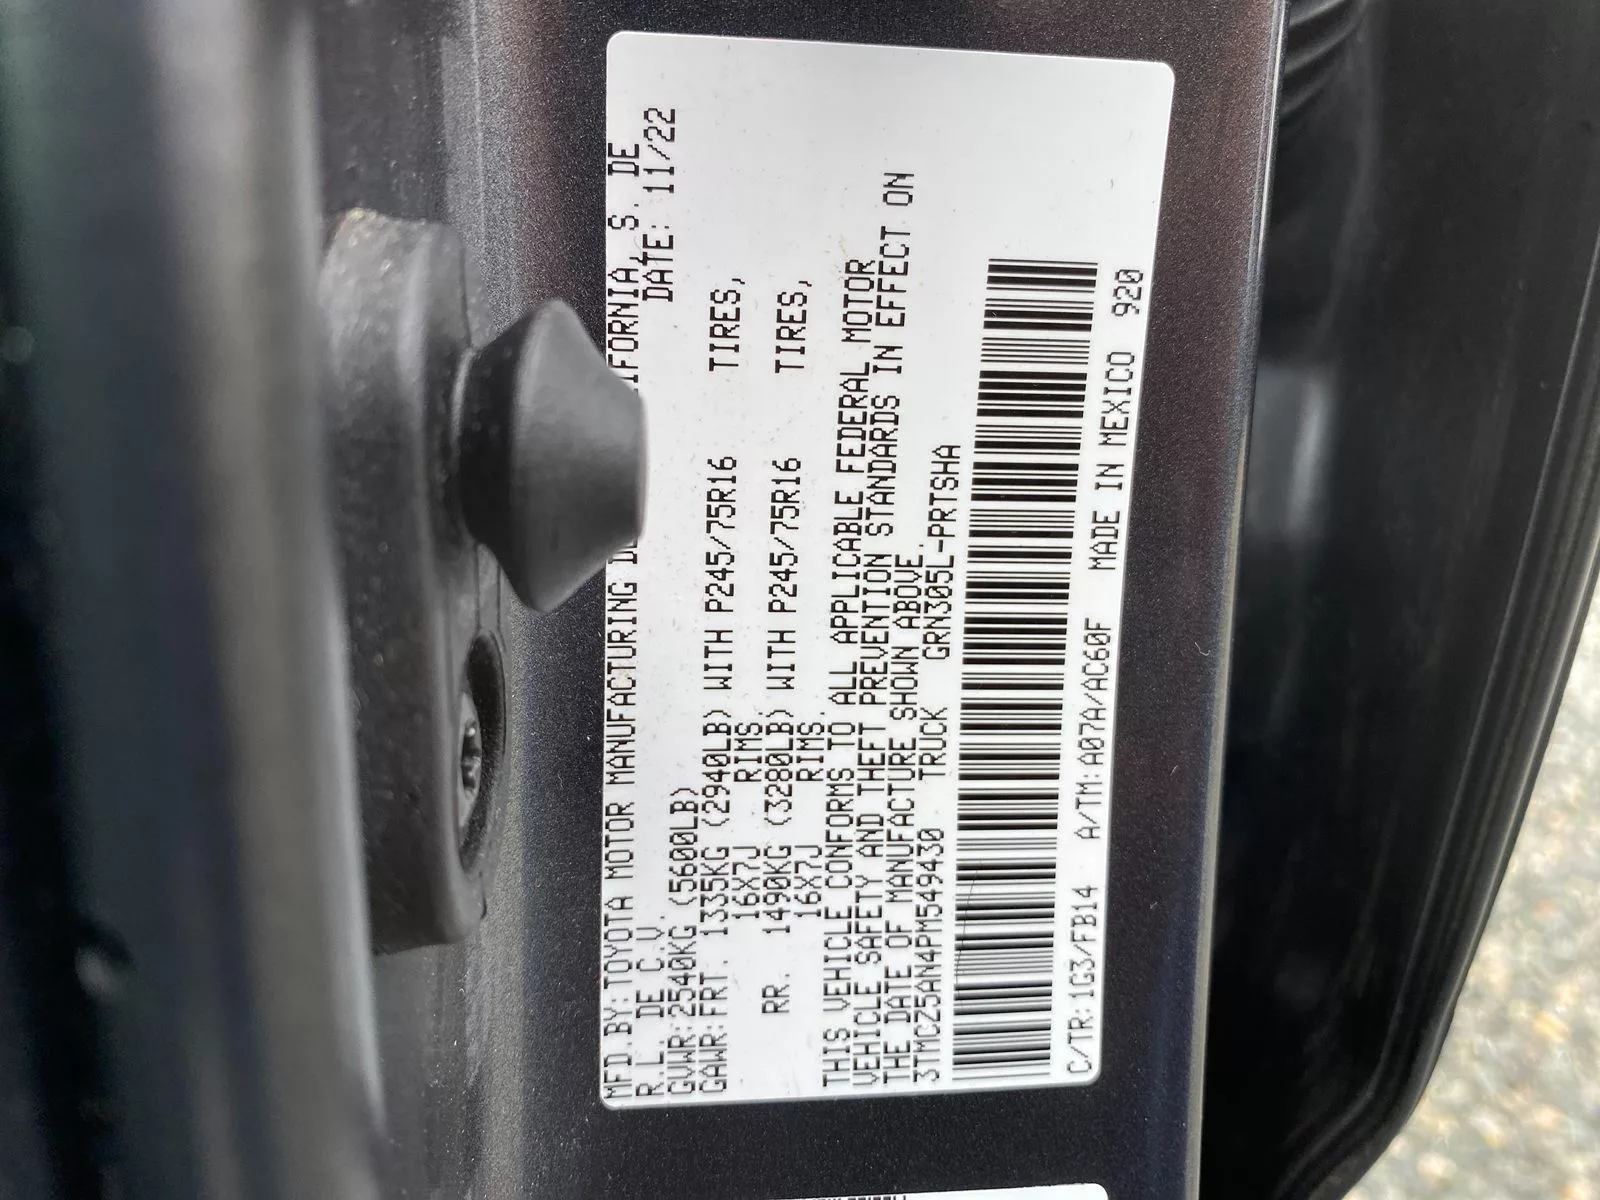 MFD.BY:TOYOTA MOTOR MANUFACTURING DE IFORNIA,S. DE
R.L. DE C.V. DATE: 11/22
GVWR:2540KG (5600LB)
GAWR:FRT. 1335KG (2940LB) WITH P245/75R16 TIRES,
16X7J RIMS.
RR. 1490KG (3280LB) WITH P245/75R16 TIRES,
16X7J RIMS.
THIS VEHICLE CONFORMS TO ALL APPLICABLE FEDERAL MOTOR
VEHICLE SAFETY AND THEFT PREVENTION STANDARDS IN EFFECT ON
THE DATE OF MANUFACTURE SHOWN ABOVE.
3TMCZ5AN4PM549430 TRUCK GRN305L-PRTSHA
C/TR:1G3/FB14 A/TM:A07A/AC60F MADE IN MEXICO 920